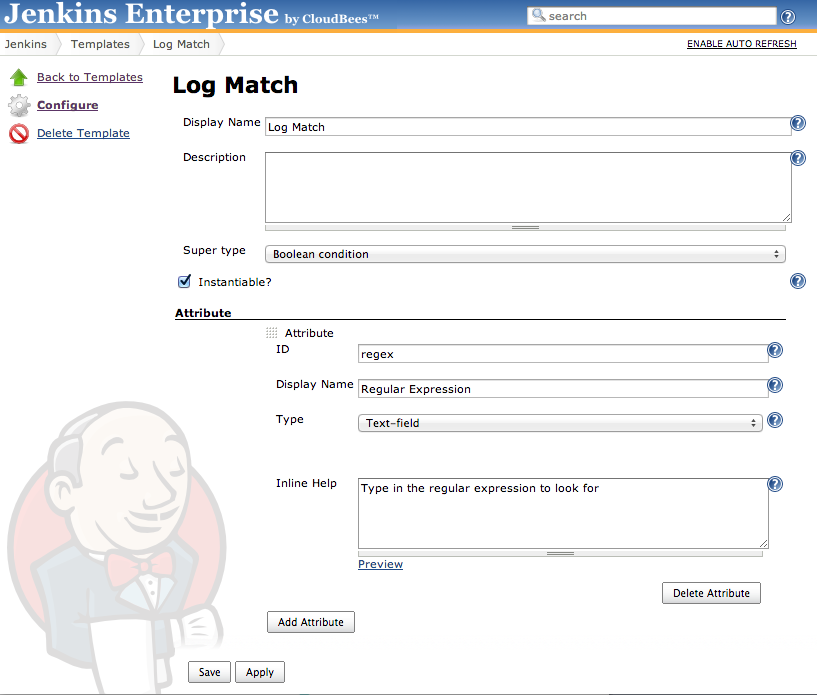 Jenkins Enterprise by CloudBees™
search
Jenkins
Templates
Log Match
ENABLE AUTO REFRESH
Back to Templates
Configure
Delete Template
Log Match
Display Name Log Match
Description
Super type Boolean condition
Instantiable?
Attribute
Attribute
ID regex
Display Name Regular Expression
Type Text-field
Inline Help Type in the regular expression to look for
Preview
Delete Attribute
Add Attribute
Save Apply